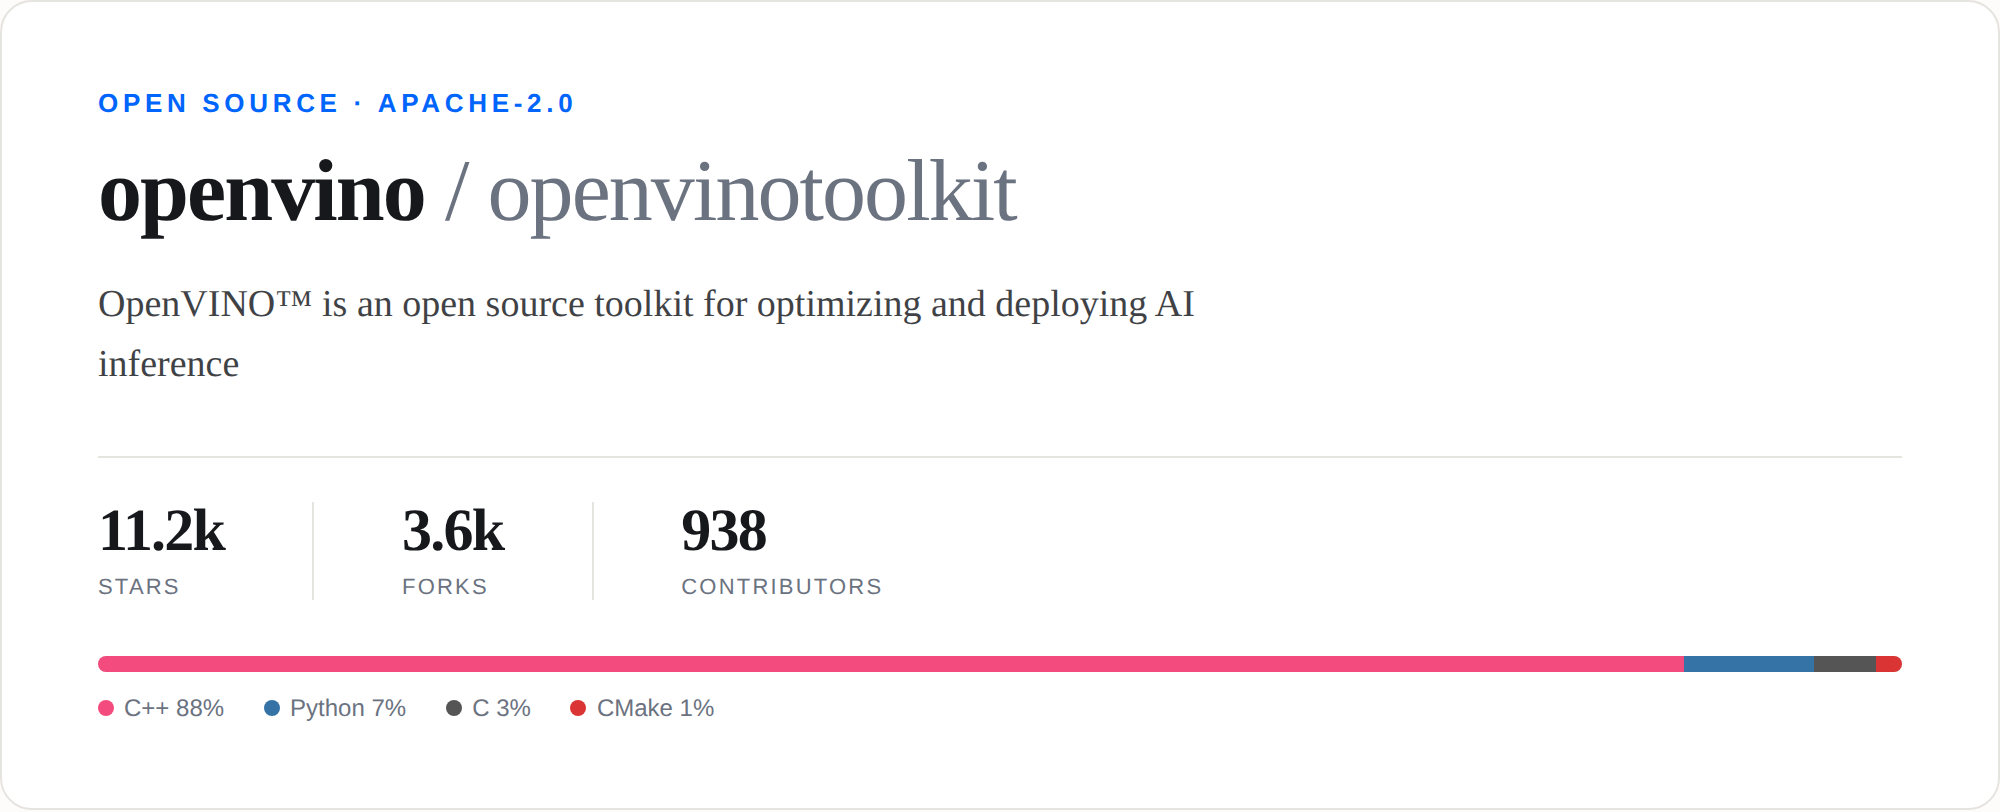 OPEN SOURCE · APACHE-2.0
openvino / openvinotoolkit
OpenVINO™ is an open source toolkit for optimizing and deploying AI
inference
11.2k
STARS
3.6k
FORKS
938
CONTRIBUTORS
C++ 88%
Python 7%
C 3%
CMake 1%